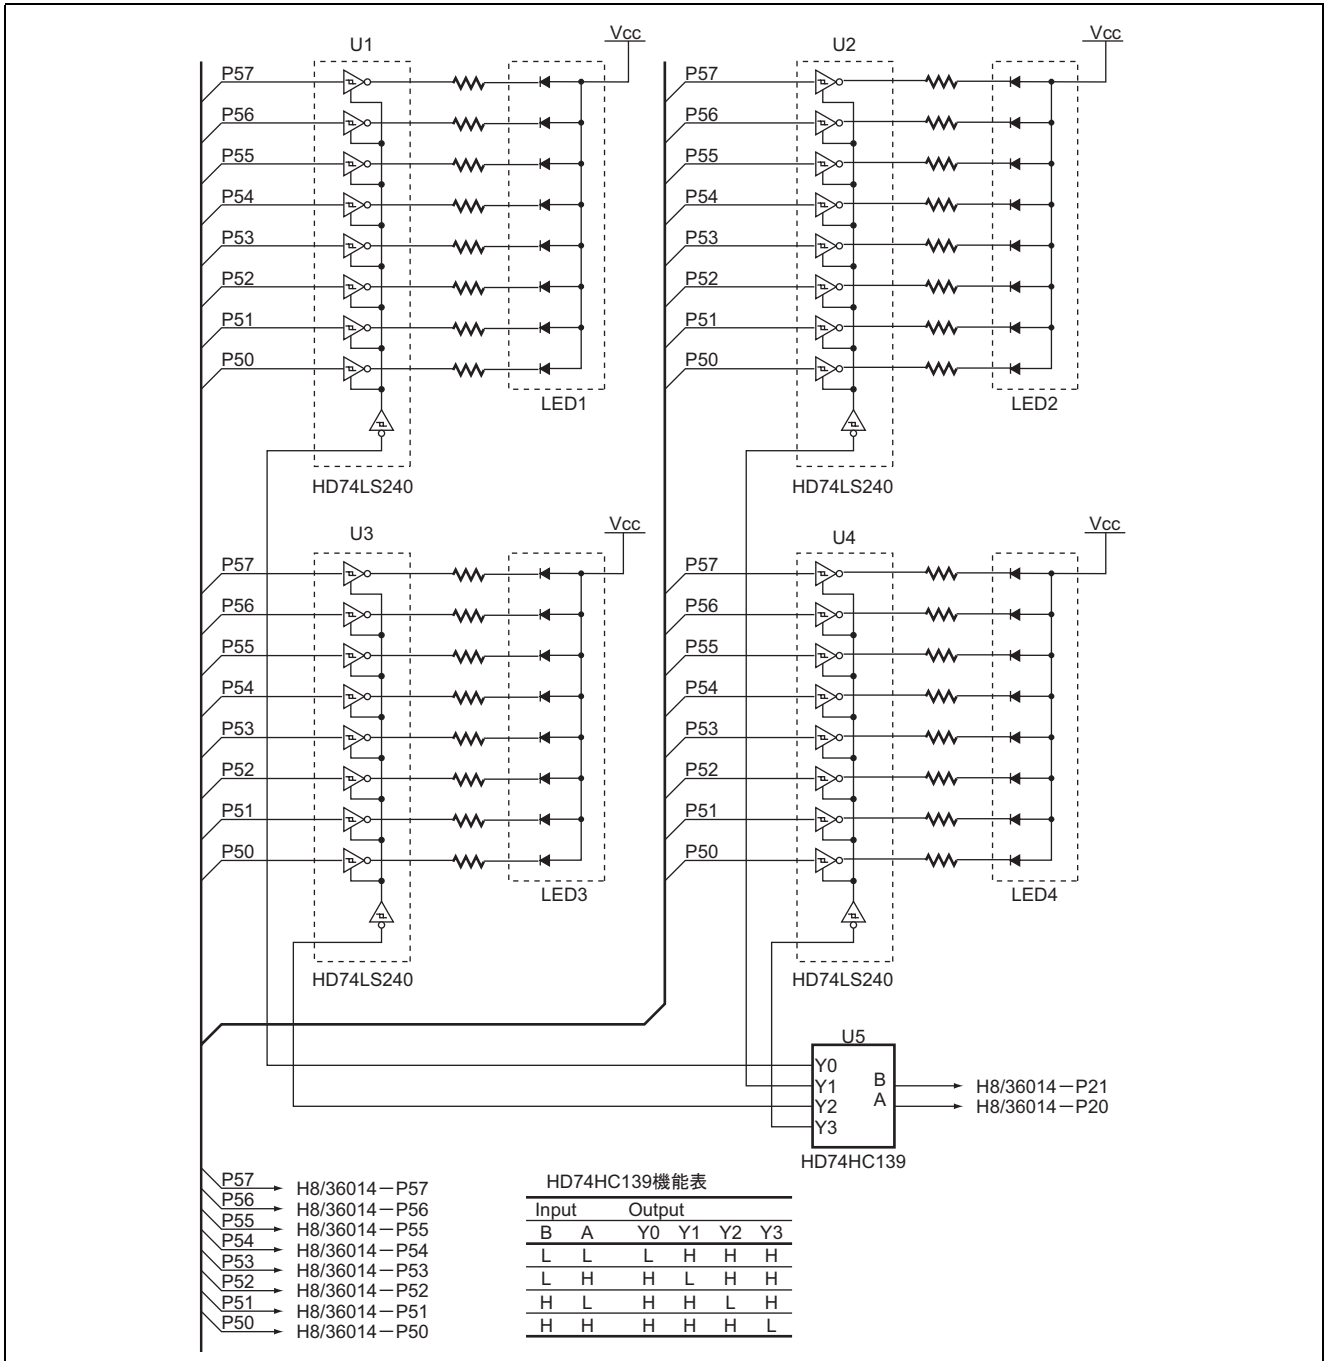 U1
Vcc
U2
Vcc
P57
P56
P55
P54
P53
P52
P51
P50
LED1
HD74LS240
P57
P56
P55
P54
P53
P52
P51
P50
LED2
HD74LS240
U3
Vcc
U4
Vcc
P57
P56
P55
P54
P53
P52
P51
P50
LED3
HD74LS240
P57
P56
P55
P54
P53
P52
P51
P50
LED4
HD74LS240
U5
Y0
Y1 B H8/36014－P21
Y2 A H8/36014－P20
Y3
HD74HC139
P57 H8/36014－P57
P56 H8/36014－P56
P55 H8/36014－P55
P54 H8/36014－P54
P53 H8/36014－P53
P52 H8/36014－P52
P51 H8/36014－P51
P50 H8/36014－P50
HD74HC139機能表
Input Output
B A Y0 Y1 Y2 Y3
L L L H H H
L H H L H H
H L H H L H
H H H H H L